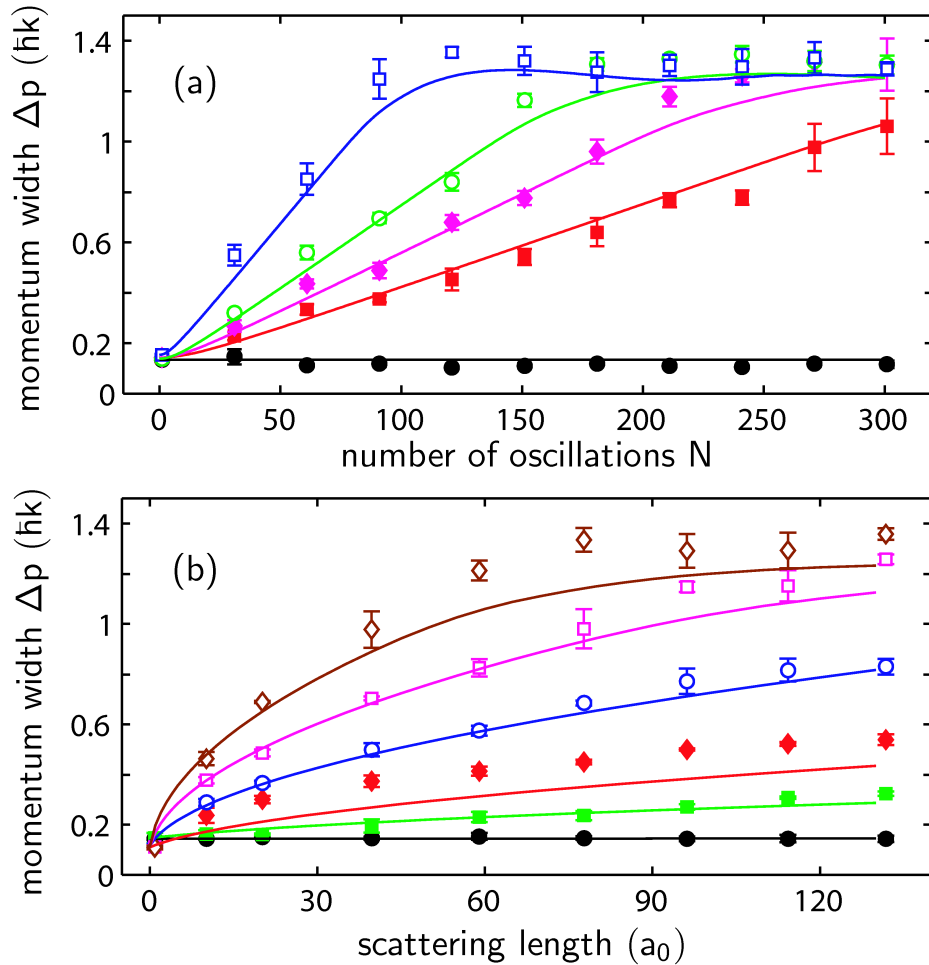 (a)
momentum width Δp (ħk)
1.4
1
0.6
0.2
0
0 50 100 150 200 250 300
number of oscillations N
(b)
momentum width Δp (ħk)
1.4
1
0.6
0.2
0
0 30 60 90 120
scattering length (a₀)